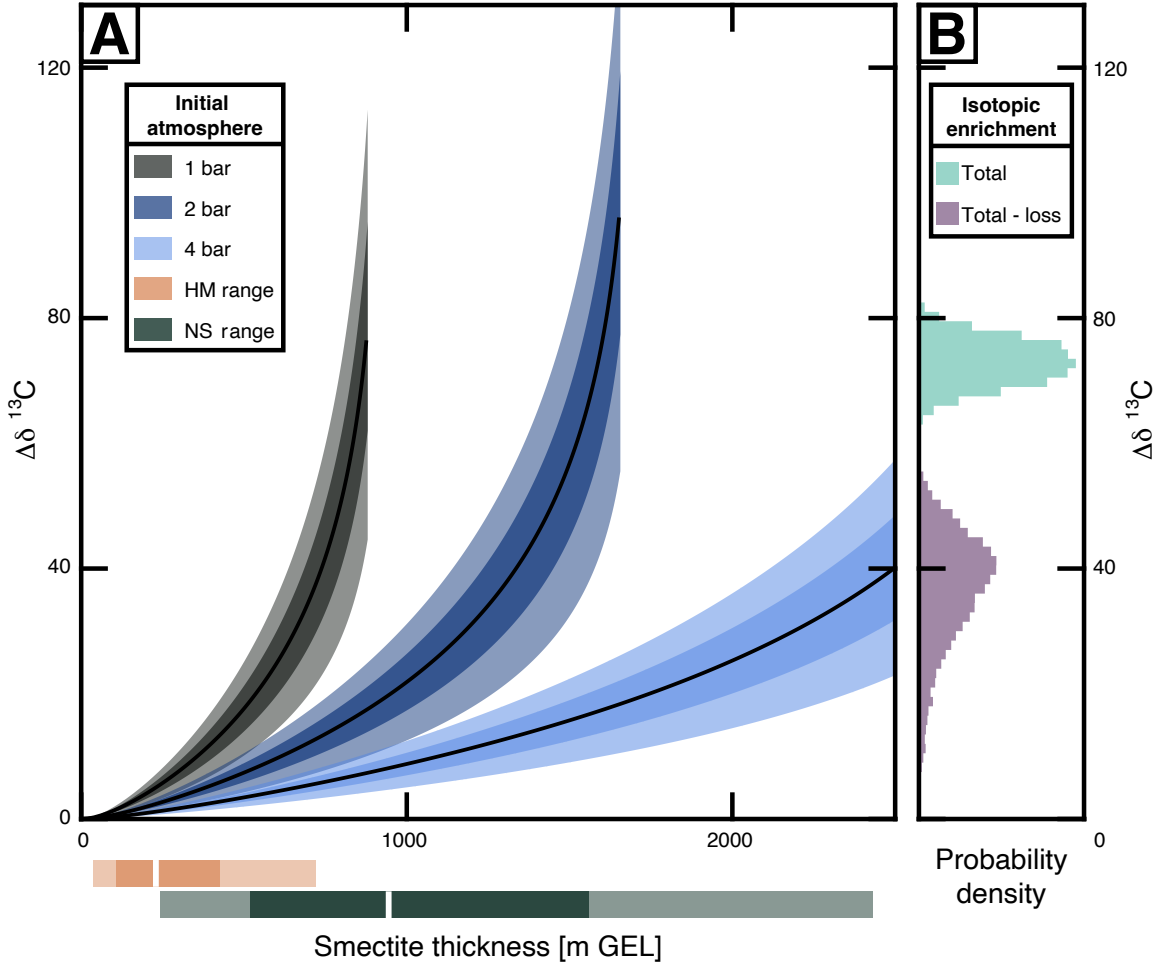 A
B
120
80
40
0
Δδ ¹³C
Initial
atmosphere
1 bar
2 bar
4 bar
HM range
NS range
0
1000
2000
Smectite thickness [m GEL]
Isotopic
enrichment
Total
Total - loss
120
80
40
0
Δδ ¹³C
Probability
density